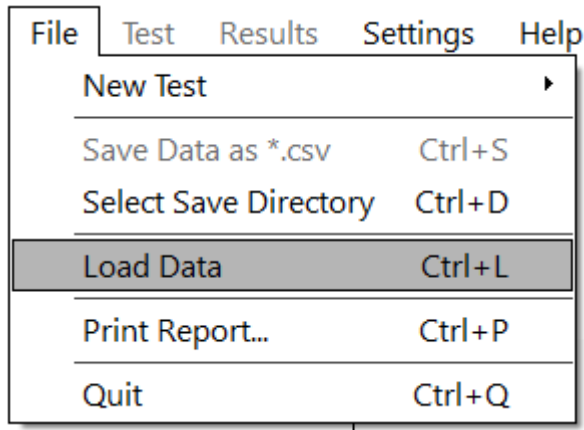 File Test Results Settings Help
New Test
Save Data as *.csv Ctrl+S
Select Save Directory Ctrl+D
Load Data Ctrl+L
Print Report... Ctrl+P
Quit Ctrl+Q